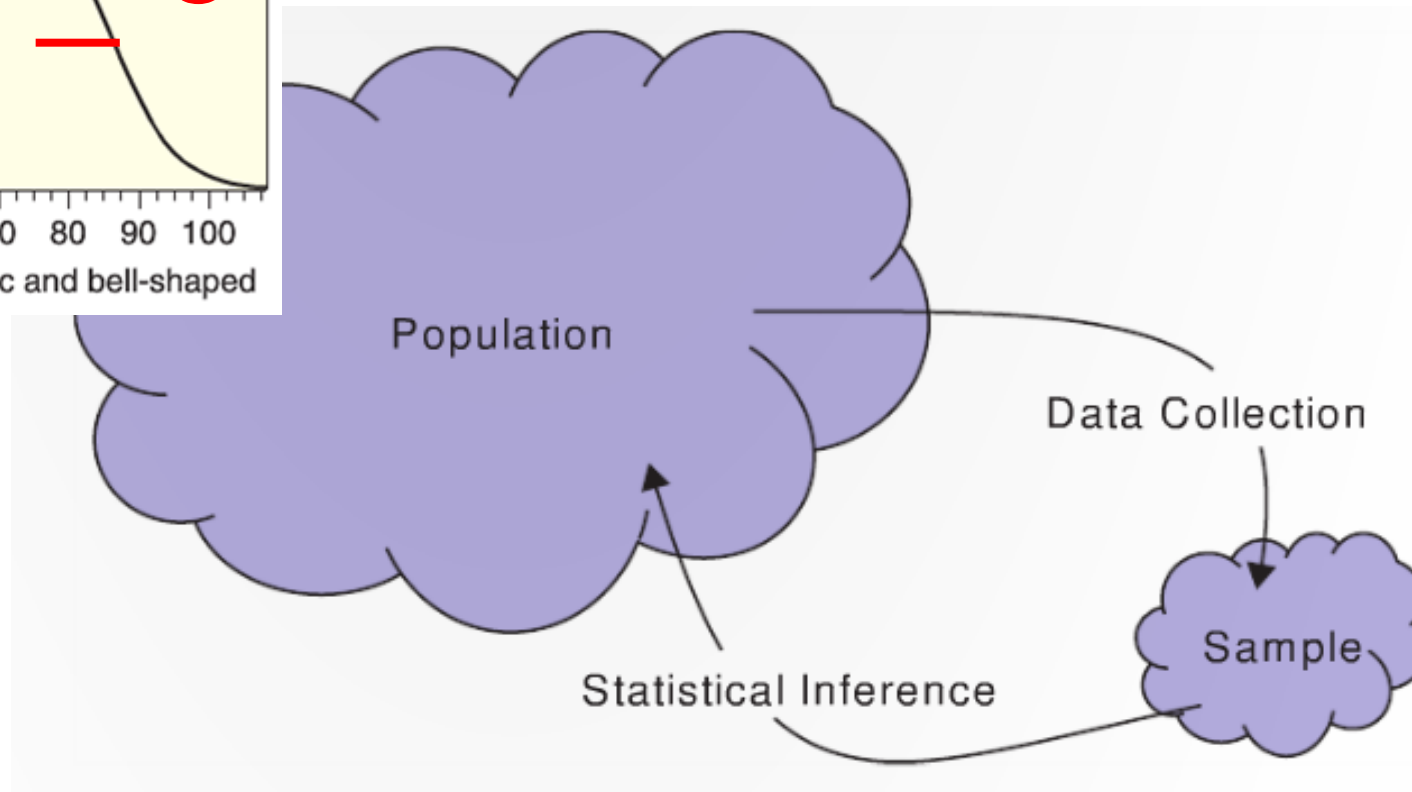 0 80 90 100
c and bell-shaped
Population
Data Collection
Sample
Statistical Inference